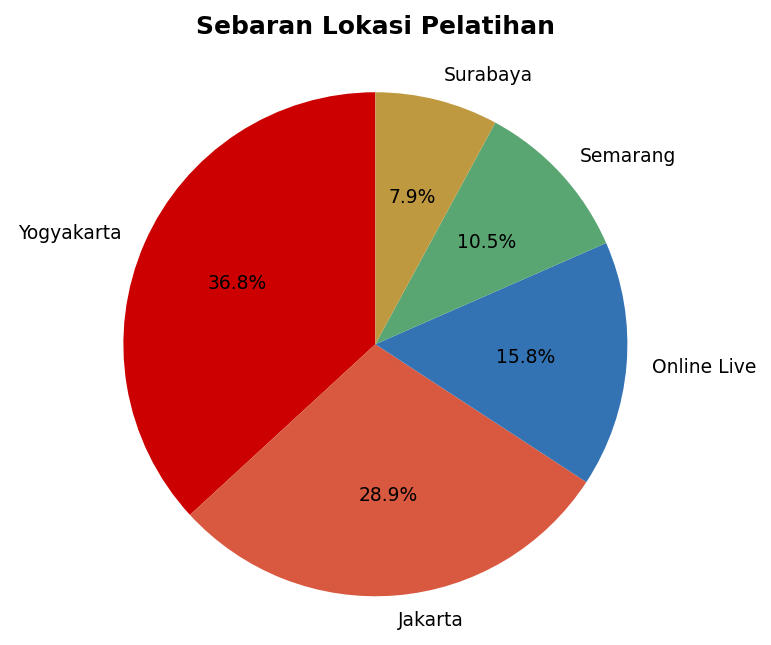 Sebaran Lokasi Pelatihan
Surabaya
7.9%
Semarang
10.5%
Yogyakarta
36.8%
15.8%
Online Live
28.9%
Jakarta